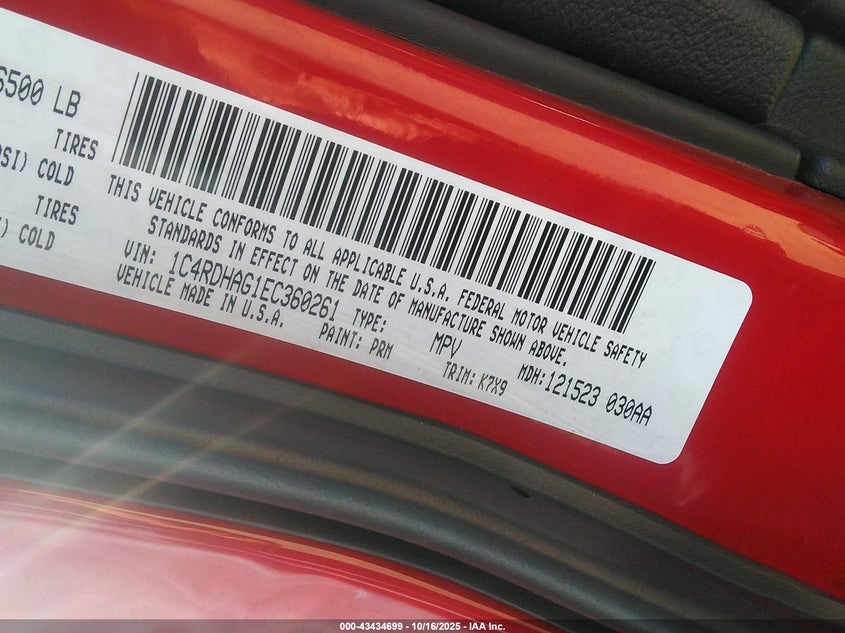 6500 LB
TIRES
COLD
TIRES
COLD
THIS VEHICLE CONFORMS TO ALL APPLICABLE U.S.A. FEDERAL MOTOR VEHICLE SAFETY
STANDARDS IN EFFECT ON THE DATE OF MANUFACTURE SHOWN ABOVE.
VIN: 1C4RDHAG1EC360261 TYPE: MPV MDH: 121523 030AA
VEHICLE MADE IN U.S.A. PAINT: PRM TRIM: K7X9
000-43434699 - 10/16/2025 - IAA Inc.